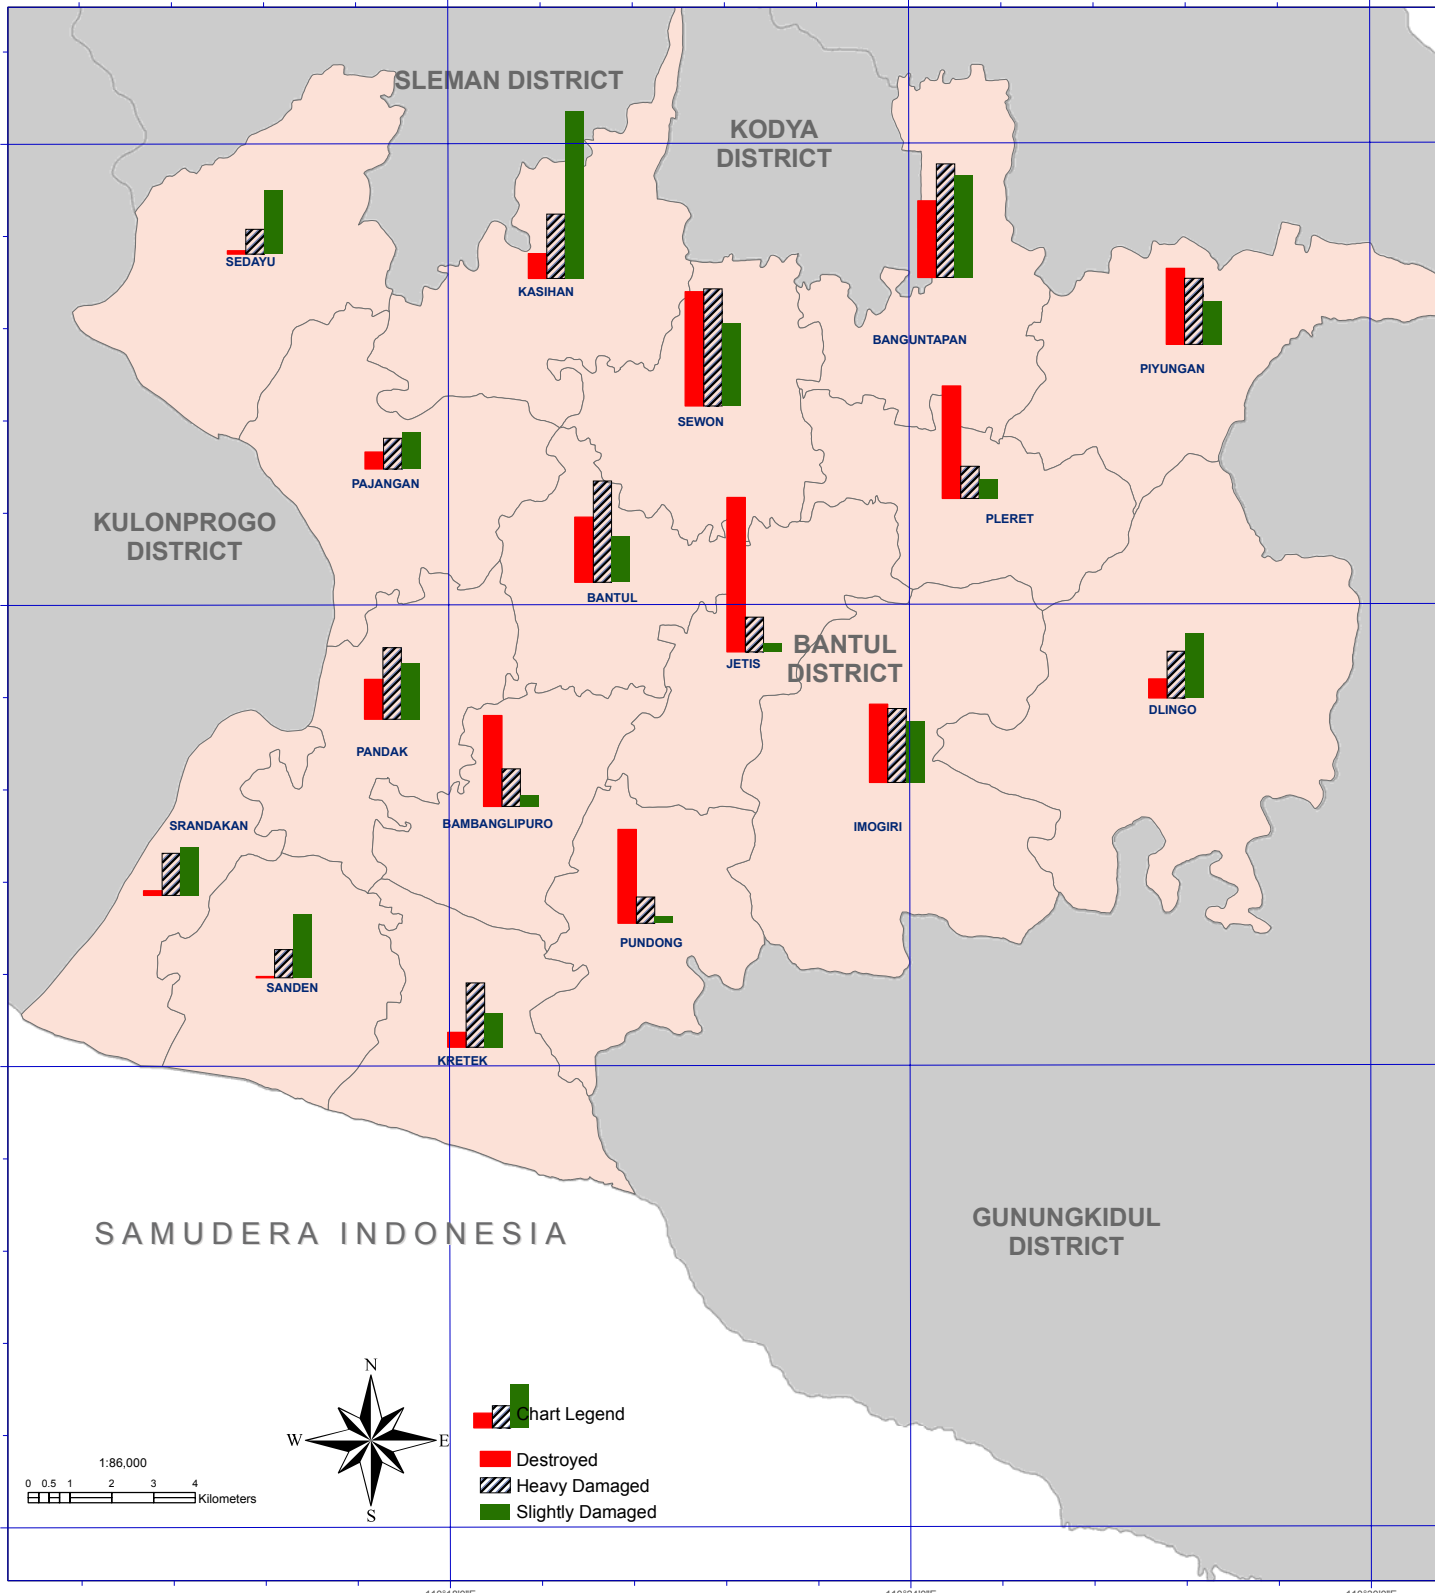 SLEMAN DISTRICT
KODYA
DISTRICT
SEDAYU
KASIHAN
BANGUNTAPAN
PIYUNGAN
SEWON
PAJANGAN
PLERET
KULONPROGO
DISTRICT
BANTUL
BANTUL
DISTRICT
JETIS
DLINGO
PANDAK
SRANDAKAN
BAMBANGLIPURO
IMOGIRI
PUNDONG
SANDEN
KRETEK
SAMUDERA INDONESIA
GUNUNGKIDUL
DISTRICT
N
W
E
S
1:86,000
0 0.5 1 2 3 4
Kilometers
Chart Legend
Destroyed
Heavy Damaged
Slightly Damaged